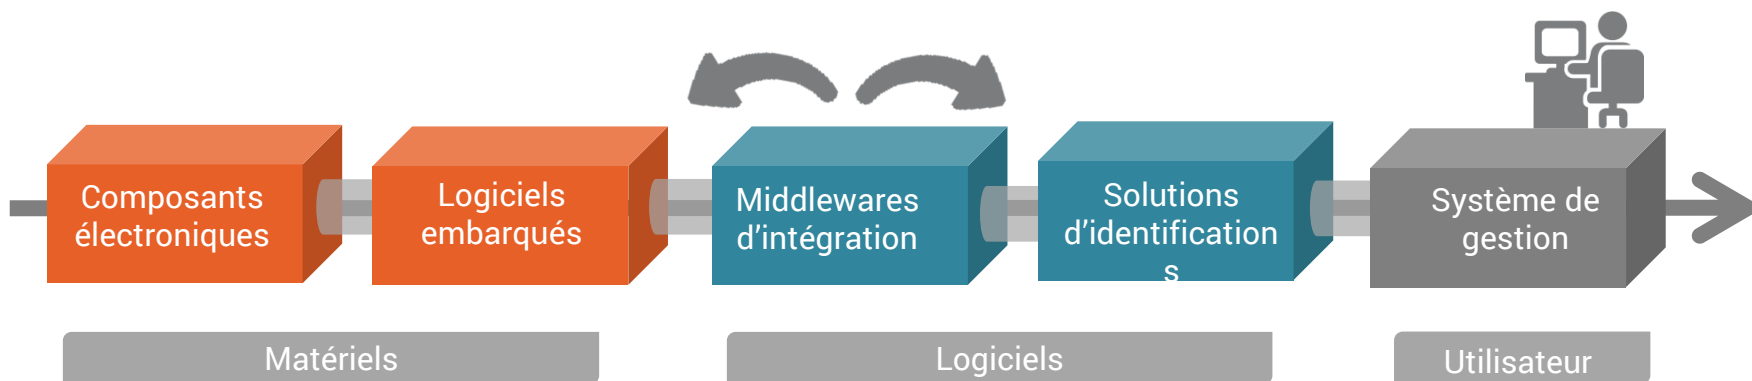 Composants
électroniques
Logiciels
embarqués
Middlewares
d'intégration
Solutions
d'identification
s
Système de
gestion
Matériels
Logiciels
Utilisateur